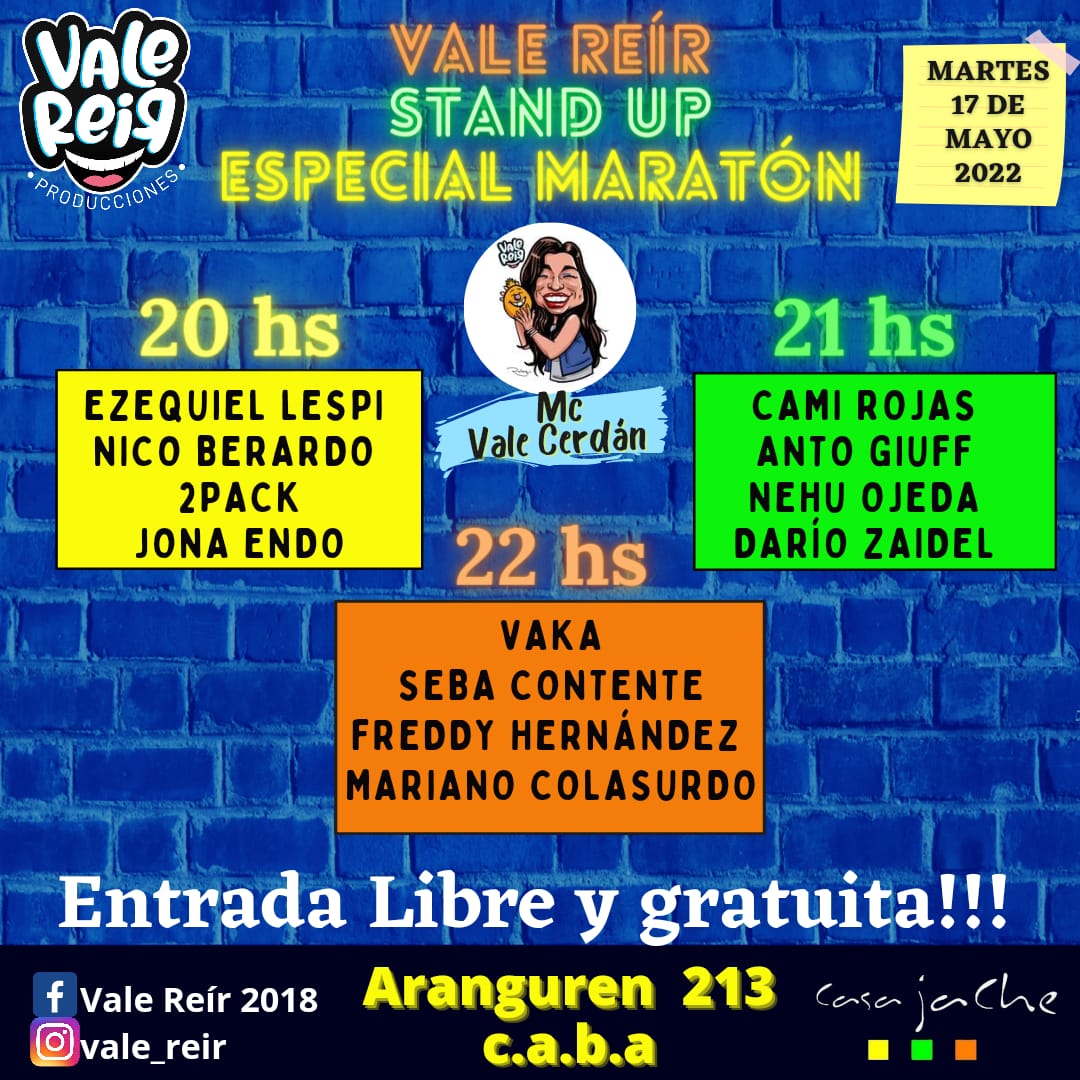 VALE
REIR
PRODUCCIONES
VALE REÍR
STAND UP
ESPECIAL MARATÓN
MARTES
17 DE
MAYO
2022
Vale
Reir
20 hs
EZEQUIEL LESPI
NICO BERARDO
2PACK
JONA ENDO
Mc
Vale Cerdán
21 hs
CAMI ROJAS
ANTO GIUFF
NEHU OJEDA
DARÍO ZAIDEL
22 hs
VAKA
SEBA CONTENTE
FREDDY HERNÁNDEZ
MARIANO COLASURDO
Entrada Libre y gratuita!!!
f Vale Reír 2018
vale_reir
Aranguren 213
c.a.b.a
casa jache